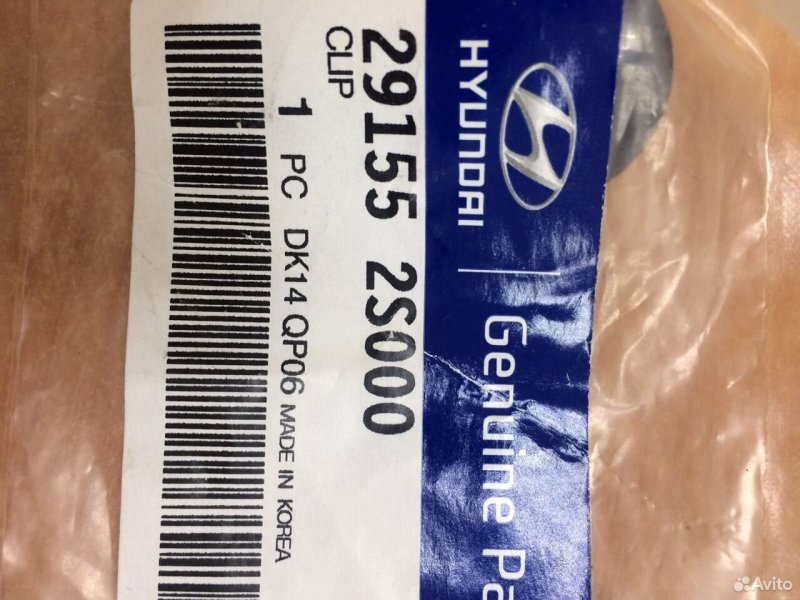 HYUNDAI | Genuine Pa
29155 2S000
CLIP
1 PC DK14 QP06 MADE IN KOREA
Avito